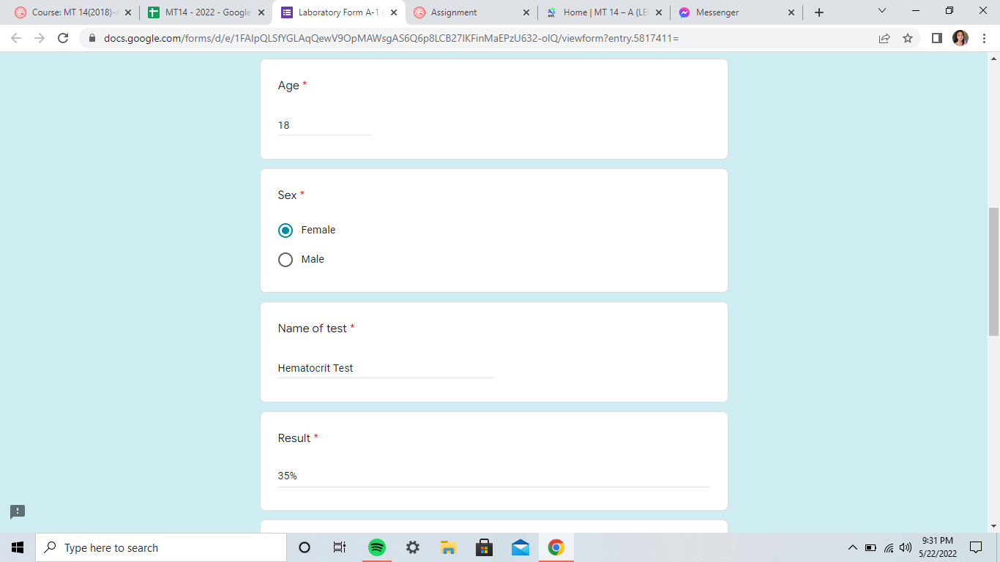 Course: MT 14(2018)-
MT14 - 2022 - Google
Laboratory Form A-1
Assignment
Home | MT 14 – A (LE
Messenger
docs.google.com/forms/d/e/1FAIpQLSfYGLAqQewV9OpMAWsgAS6Q6p8LCB27IKFinMaEPzU632-oIQ/viewform?entry.5817411=
Age *
18
Sex *
Female
Male
Name of test *
Hematocrit Test
Result *
35%
Type here to search
9:31 PM
5/22/2022